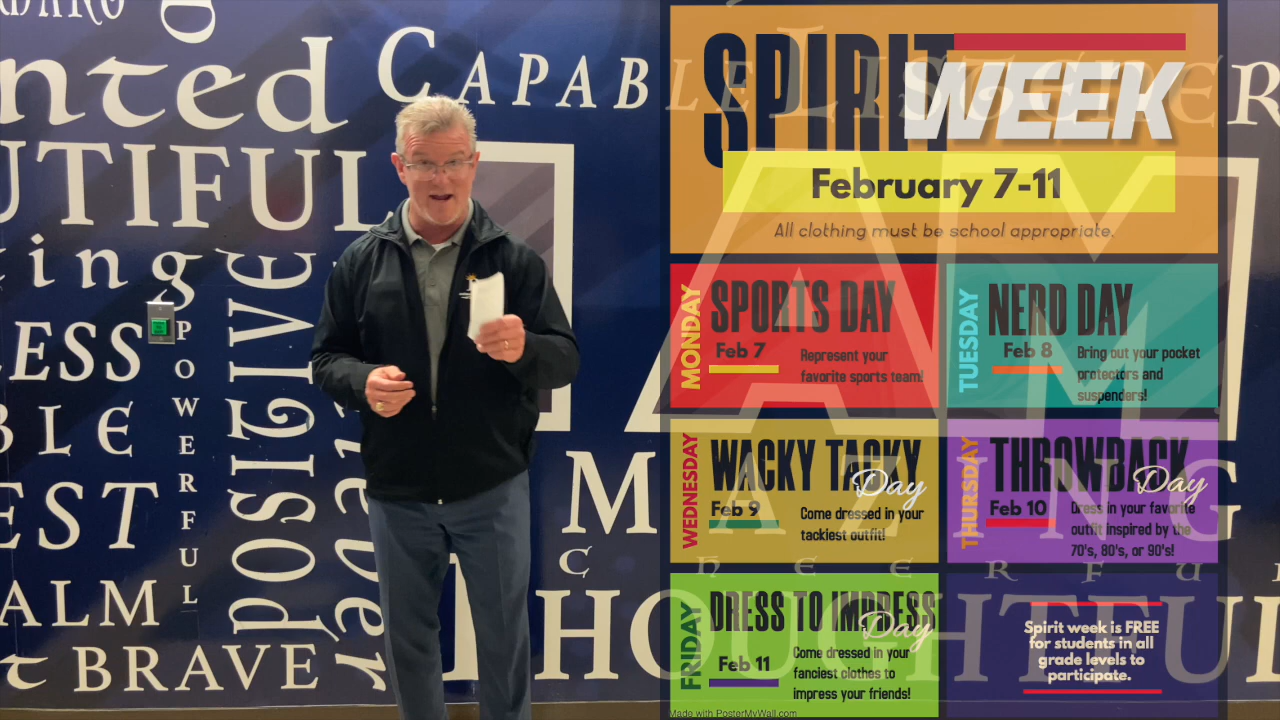 nted
CAPAB
UTIFUL
ing
POWERFUL
POSITIVE
ESS
BLE
EST
ALM
BRAVE
AM
AZING
CHEERFUL
THOUGHTFUL
SPIRIT
WEEK
February 7-11
All clothing must be school appropriate.
MONDAY
SPORTS DAY
Feb 7
Represent your
favorite sports team!
TUESDAY
NERD DAY
Feb 8
Bring out your pocket
protectors and
suspenders!
WEDNESDAY
WACKY TACKY
Day
Feb 9
Come dressed in your
tackiest outfit!
THURSDAY
THROWBACK
Day
Feb 10
Dress in your favorite
outfit inspired by the
70's, 80's, or 90's!
FRIDAY
DRESS TO IMPRESS
Day
Feb 11
Come dressed in your
fanciest clothes to
impress your friends!
Spirit week is FREE
for students in all
grade levels to
participate.
Made with PosterMyWall.com